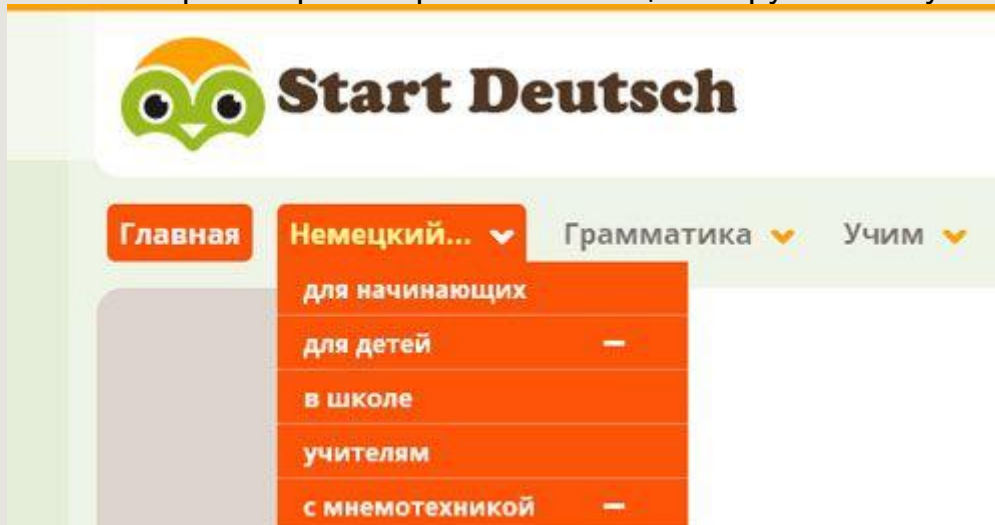 Start Deutsch
Главная Немецкий... Грамматика Учим
для начинающих
для детей
в школе
учителям
с мнемотехникой